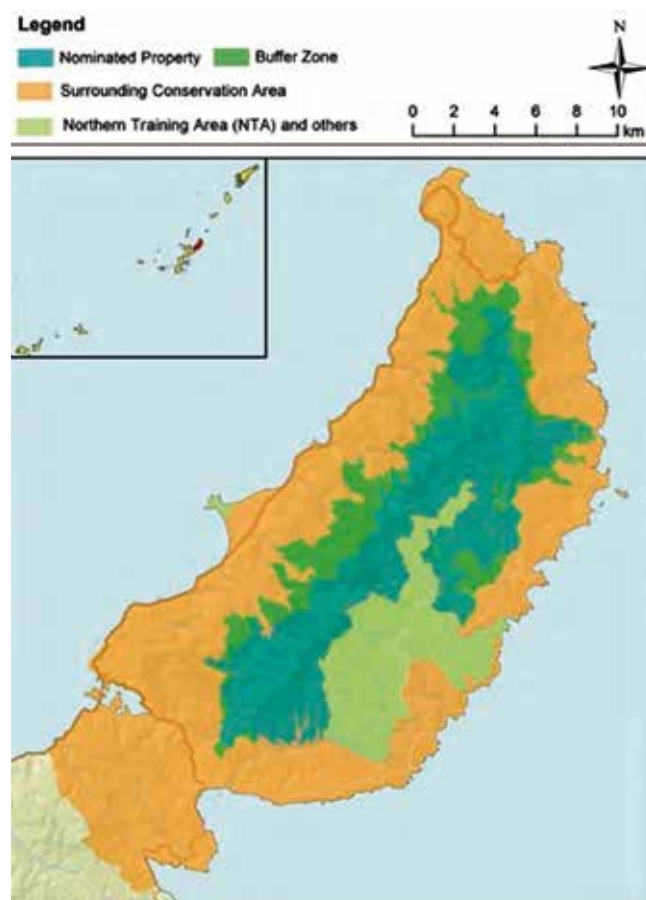 Legend
Nominated Property
Buffer Zone
Surrounding Conservation Area
Northern Training Area (NTA) and others
N
0 2 4 6 8 10
km